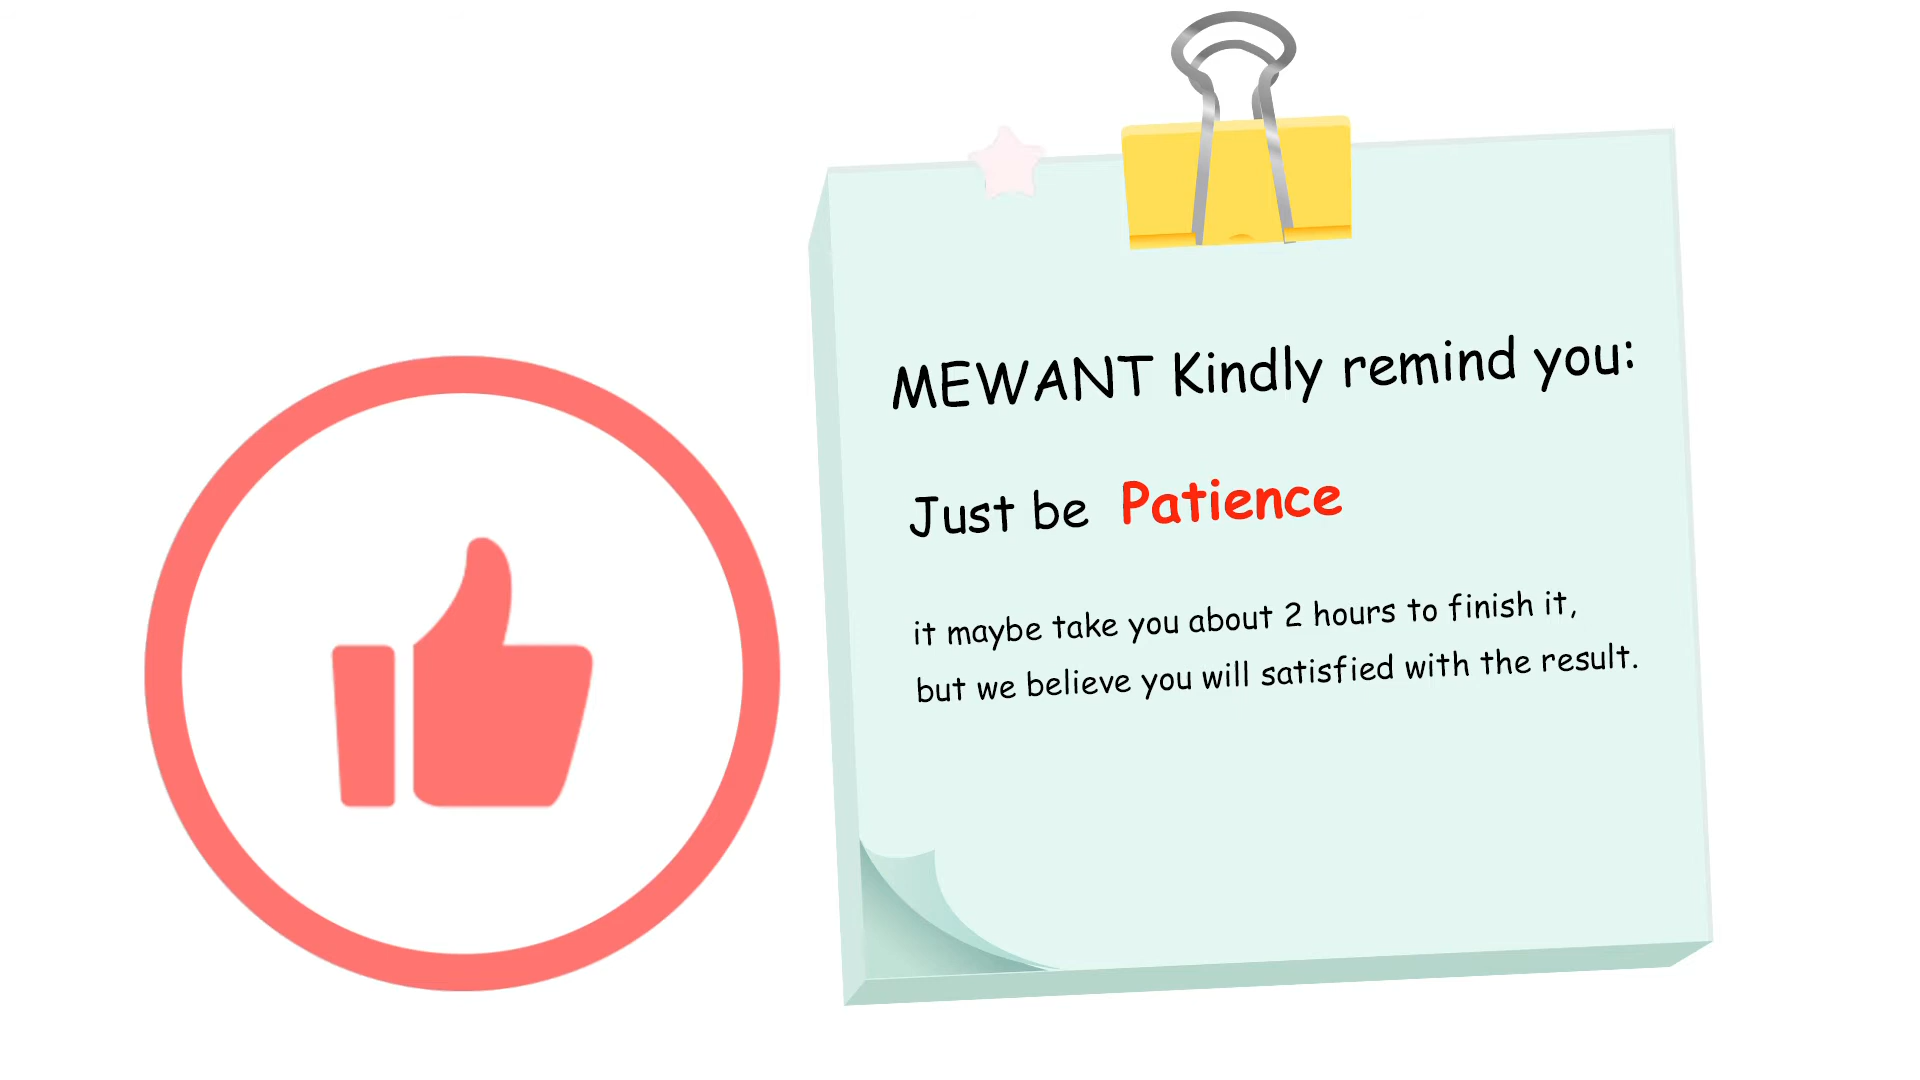 MEWANT Kindly remind you:
Just be Patience
it maybe take you about 2 hours to finish it,
but we believe you will satisfied with the result.